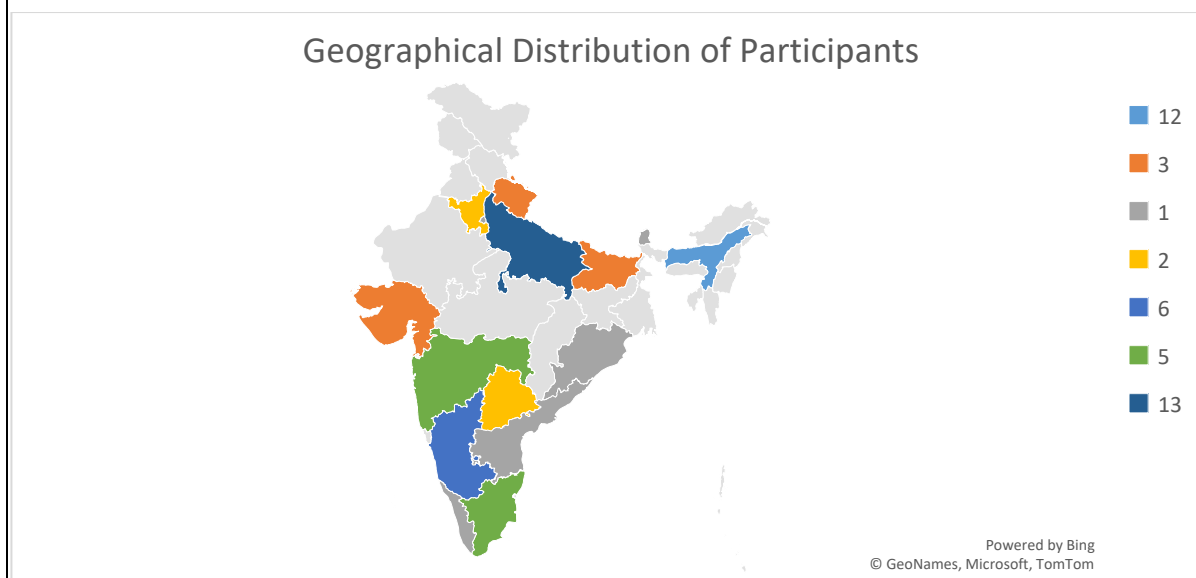 Geographical Distribution of Participants
12
3
1
2
6
5
13
Powered by Bing
© GeoNames, Microsoft, TomTom